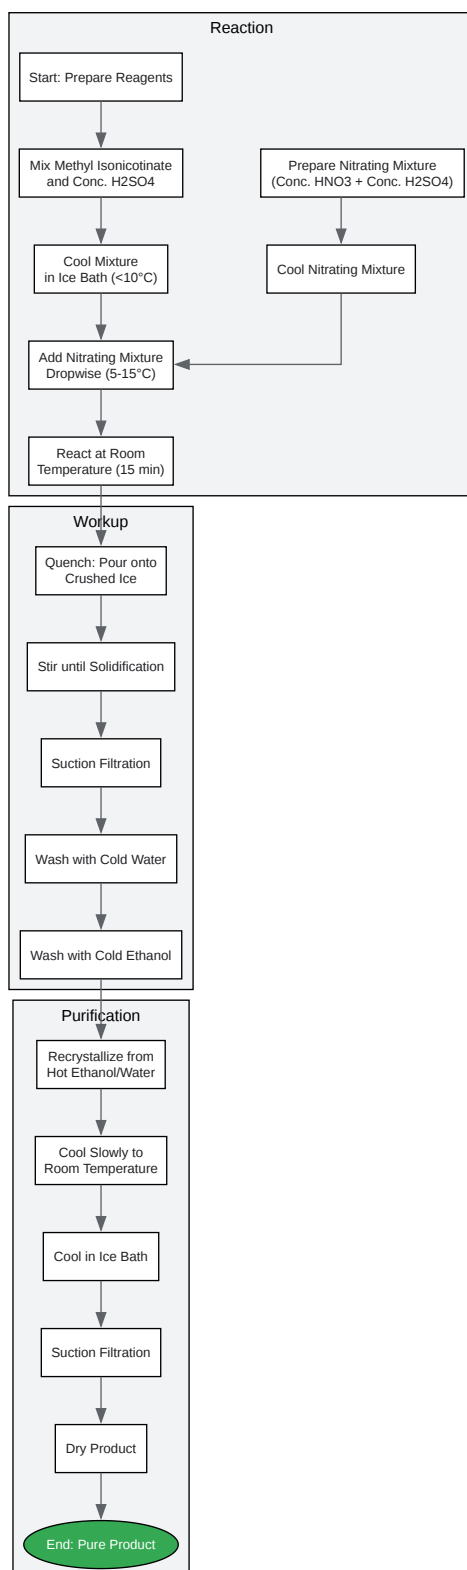 Reaction
Start: Prepare Reagents
Mix Methyl Isonicotinate
and Conc. H2SO4
Prepare Nitrating Mixture
(Conc. HNO3 + Conc. H2SO4)
Cool Mixture
in Ice Bath (<10°C)
Cool Nitrating Mixture
Add Nitrating Mixture
Dropwise (5-15°C)
React at Room
Temperature (15 min)
Workup
Quench: Pour onto
Crushed Ice
Stir until Solidification
Suction Filtration
Wash with Cold Water
Wash with Cold Ethanol
Purification
Recrystallize from
Hot Ethanol/Water
Cool Slowly to
Room Temperature
Cool in Ice Bath
Suction Filtration
Dry Product
End: Pure Product